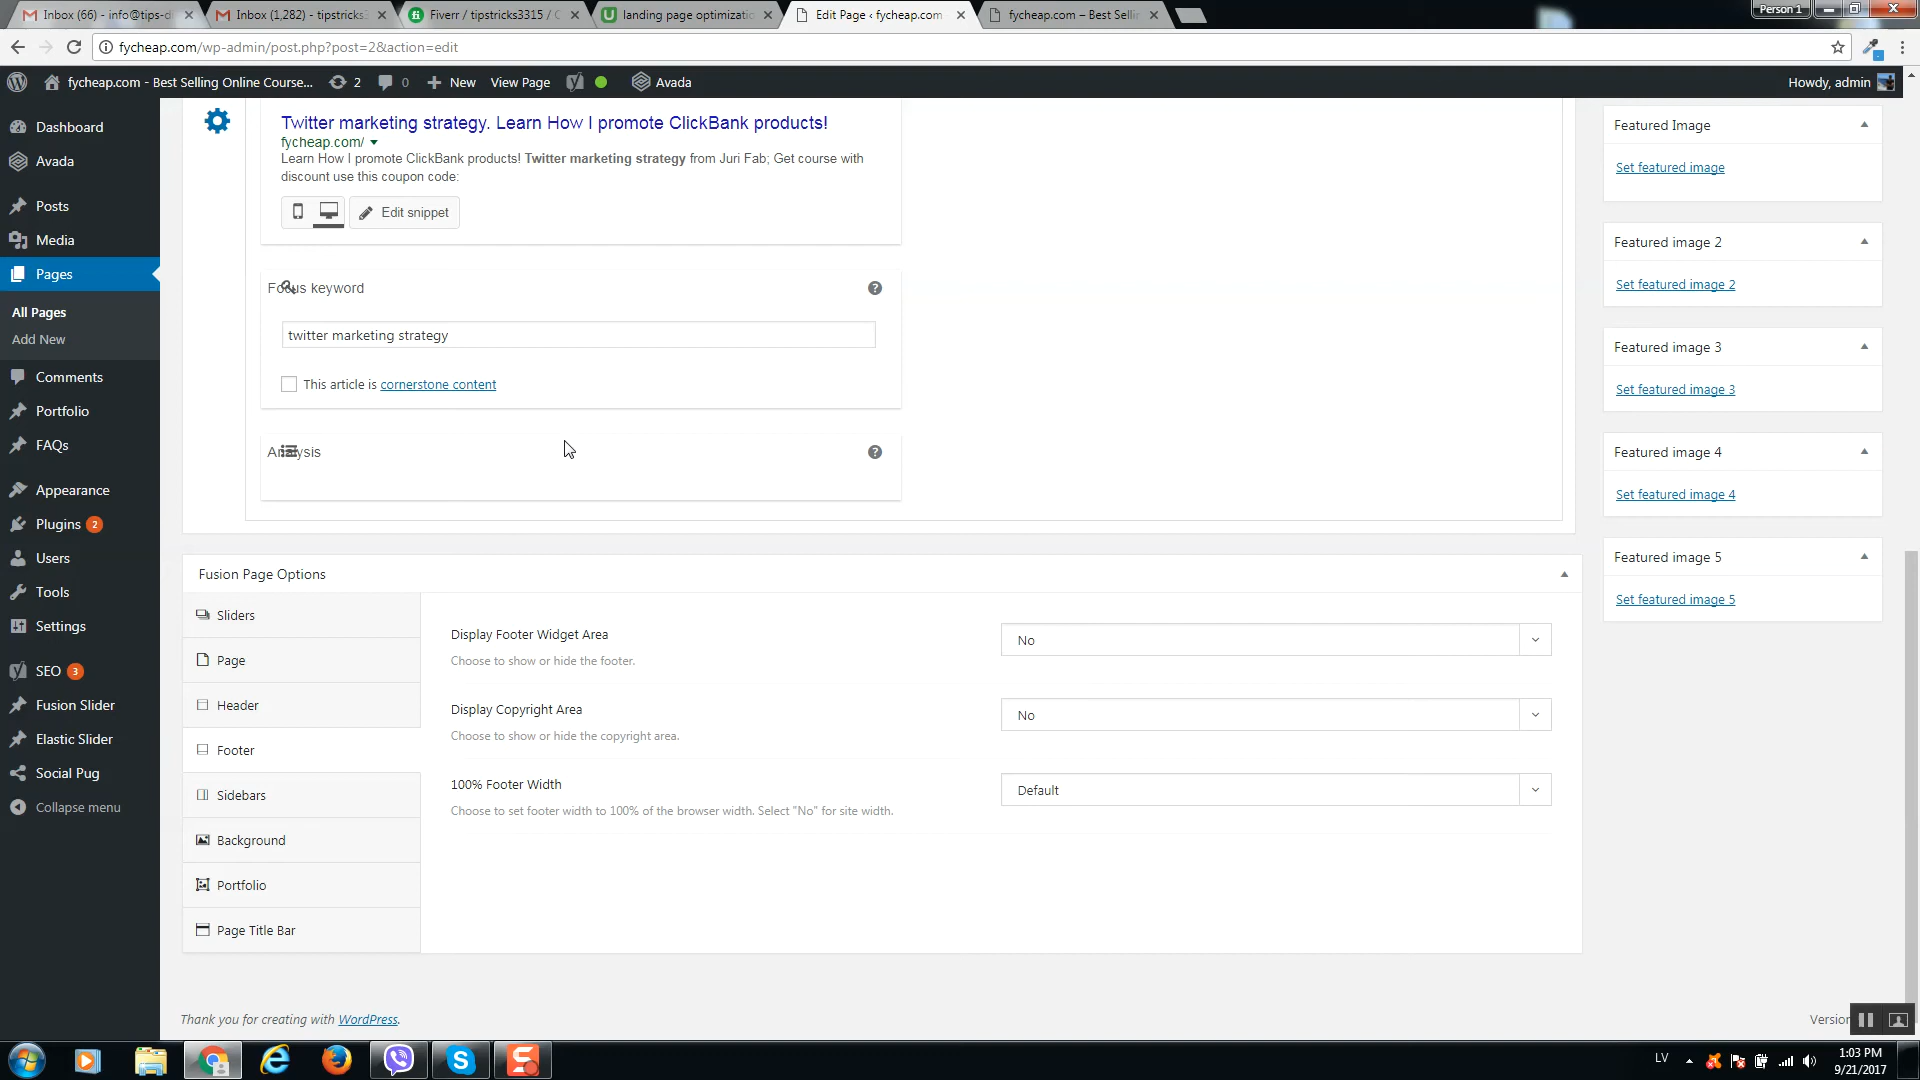 Inbox (66) - info@tips-d
Inbox (1,282) - tipstricks3
Fiverr / tipstricks3315 / C
landing page optimizatio
Edit Page ‹ fycheap.com
fycheap.com – Best Sellin
Person 1
fycheap.com/wp-admin/post.php?post=2&action=edit
fycheap.com - Best Selling Online Course...
2
0
New
View Page
Avada
Howdy, admin
Dashboard
Avada
Posts
Media
Pages
All Pages
Add New
Comments
Portfolio
FAQs
Appearance
Plugins 2
Users
Tools
Settings
SEO 3
Fusion Slider
Elastic Slider
Social Pug
Collapse menu
Twitter marketing strategy. Learn How I promote ClickBank products!
fycheap.com/
Learn How I promote ClickBank products! Twitter marketing strategy from Juri Fab; Get course with
discount use this coupon code:
Edit snippet
Focus keyword
twitter marketing strategy
This article is cornerstone content
Analysis
Fusion Page Options
Sliders
Page
Header
Footer
Sidebars
Background
Portfolio
Page Title Bar
Display Footer Widget Area
Choose to show or hide the footer.
No
Display Copyright Area
Choose to show or hide the copyright area.
No
100% Footer Width
Choose to set footer width to 100% of the browser width. Select "No" for site width.
Default
Featured Image
Set featured image
Featured image 2
Set featured image 2
Featured image 3
Set featured image 3
Featured image 4
Set featured image 4
Featured image 5
Set featured image 5
Thank you for creating with WordPress.
Version
LV
1:03 PM
9/21/2017